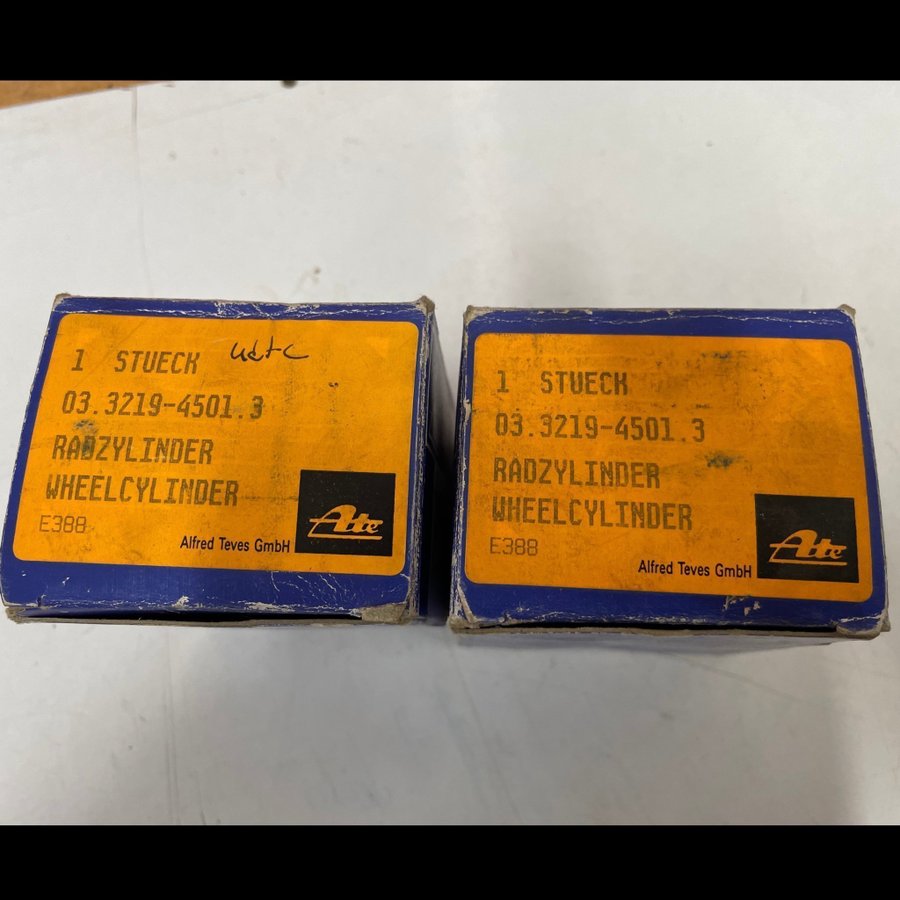 1 STUECK
03.3219-4501.3
RADZYLINDER
WHEELCYLINDER
E388
Alfred Teves GmbH
Ate
1 STUECK
03.3219-4501.3
RADZYLINDER
WHEELCYLINDER
E388
Alfred Teves GmbH
Ate